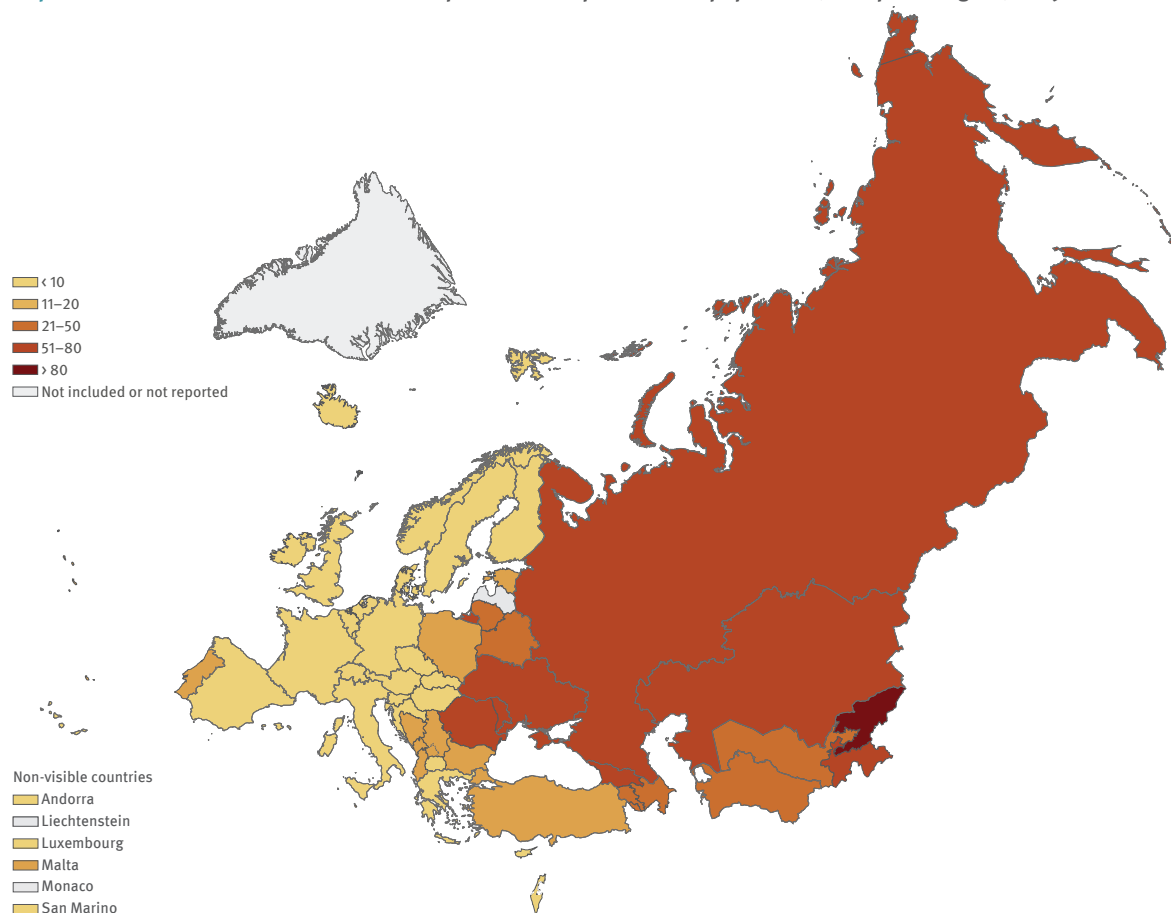 < 10
11–20
21–50
51–80
> 80
Not included or not reported
Non-visible countries
Andorra
Liechtenstein
Luxembourg
Malta
Monaco
San Marino